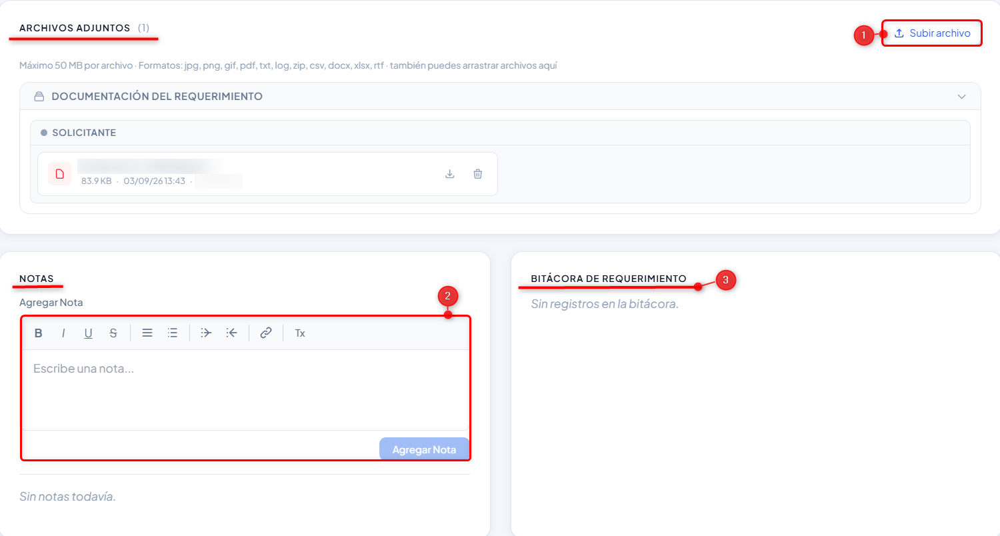 ARCHIVOS ADJUNTOS (1)
1
Subir archivo
Máximo 50 MB por archivo · Formatos: jpg, png, gif, pdf, txt, log, zip, csv, docx, xlsx, rtf · también puedes arrastrar archivos aquí
DOCUMENTACIÓN DEL REQUERIMIENTO
SOLICITANTE
83.9 KB · 03/09/26 13:43 ·
NOTAS
Agregar Nota
2
B I U S Tx
Escribe una nota...
Agregar Nota
Sin notas todavía.
BITÁCORA DE REQUERIMIENTO
3
Sin registros en la bitácora.